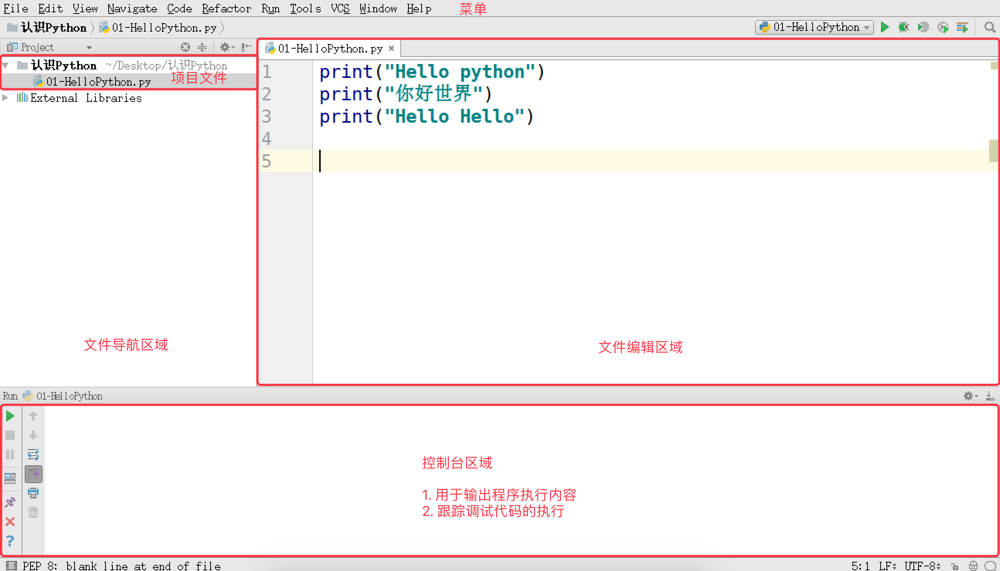 File Edit View Navigate Code Refactor Run Tools VCS Window Help 菜单
认识Python 01-HelloPython.py 01-HelloPython
Project
01-HelloPython.py
认识Python ~/Desktop/认识Python
01-HelloPython.py 项目文件
External Libraries
1 print("Hello python")
2 print("你好世界")
3 print("Hello Hello")
4
5
文件导航区域
文件编辑区域
Run 01-HelloPython
控制台区域
1. 用于输出程序执行内容
2. 跟踪调试代码的执行
PEP 8: blank line at end of file 5:1 LF UTF-8